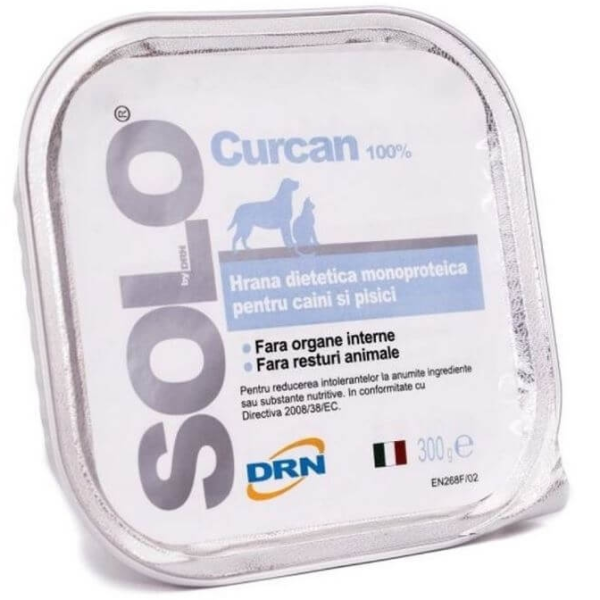 SOLO®
by DRN
Curcan 100%
Hrana dietetica monoproteica
pentru caini si pisici
Fara organe interne
Fara resturi animale
Pentru reducerea intolerantelor la anumite ingrediente
sau substante nutritive. In conformitate cu
Directiva 2008/38/EC.
DRN
300 g ℮
EN268F/02